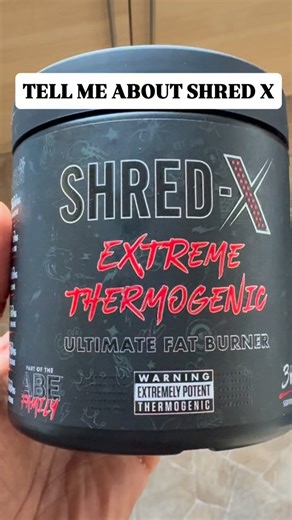 TELL ME ABOUT SHRED X
SHRED-X
EXTREME
THERMOGENIC
ULTIMATE FAT BURNER
PART OF THE
ABE
FAMILY
WARNING
EXTREMELY POTENT
THERMOGENIC